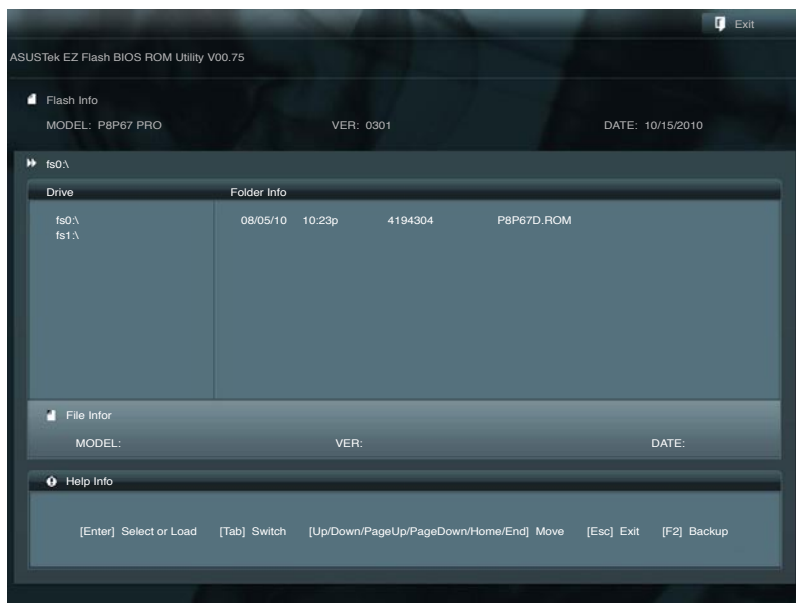 Exit
ASUSTek EZ Flash BIOS ROM Utility V00.75
Flash Info
MODEL: P8P67 PRO VER: 0301 DATE: 10/15/2010
fs0:\
Drive Folder Info
fs0:\ 08/05/10 10:23p 4194304 P8P67D.ROM
fs1:\
File Infor
MODEL: VER: DATE:
Help Info
[Enter] Select or Load [Tab] Switch [Up/Down/PageUp/PageDown/Home/End] Move [Esc] Exit [F2] Backup